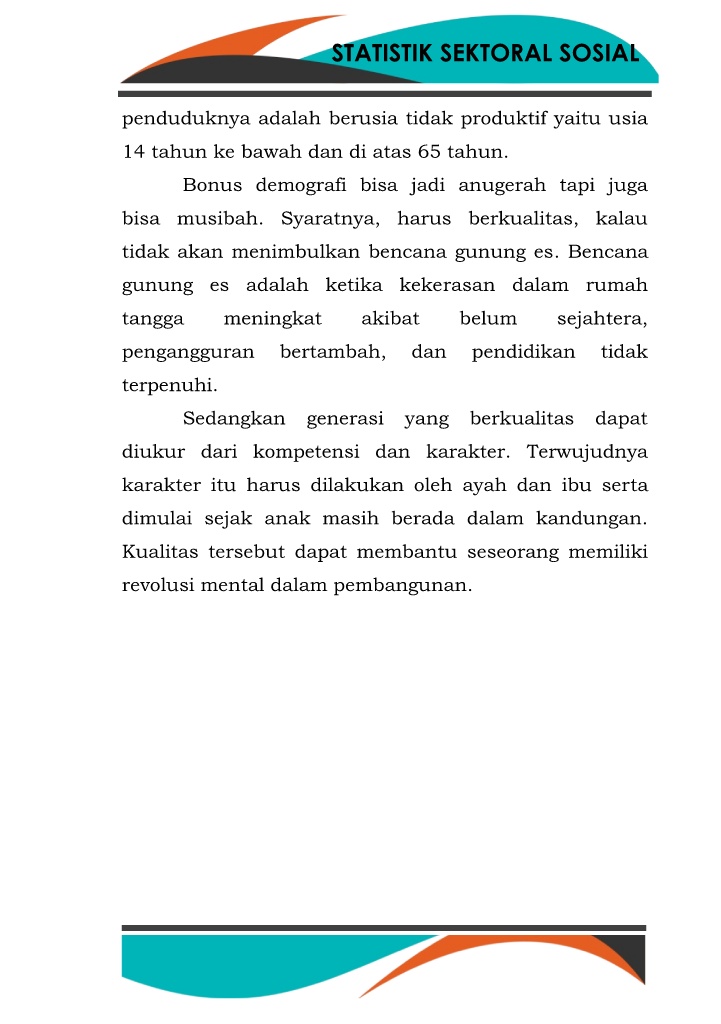 STATISTIK SEKTORAL SOSIAL
penduduknya adalah berusia tidak produktif yaitu usia
14 tahun ke bawah dan di atas 65 tahun.
Bonus demografi bisa jadi anugerah tapi juga
bisa musibah. Syaratnya, harus berkualitas, kalau
tidak akan menimbulkan bencana gunung es. Bencana
gunung es adalah ketika kekerasan dalam rumah
tangga meningkat akibat belum sejahtera,
pengangguran bertambah, dan pendidikan tidak
terpenuhi.
Sedangkan generasi yang berkualitas dapat
diukur dari kompetensi dan karakter. Terwujudnya
karakter itu harus dilakukan oleh ayah dan ibu serta
dimulai sejak anak masih berada dalam kandungan.
Kualitas tersebut dapat membantu seseorang memiliki
revolusi mental dalam pembangunan.